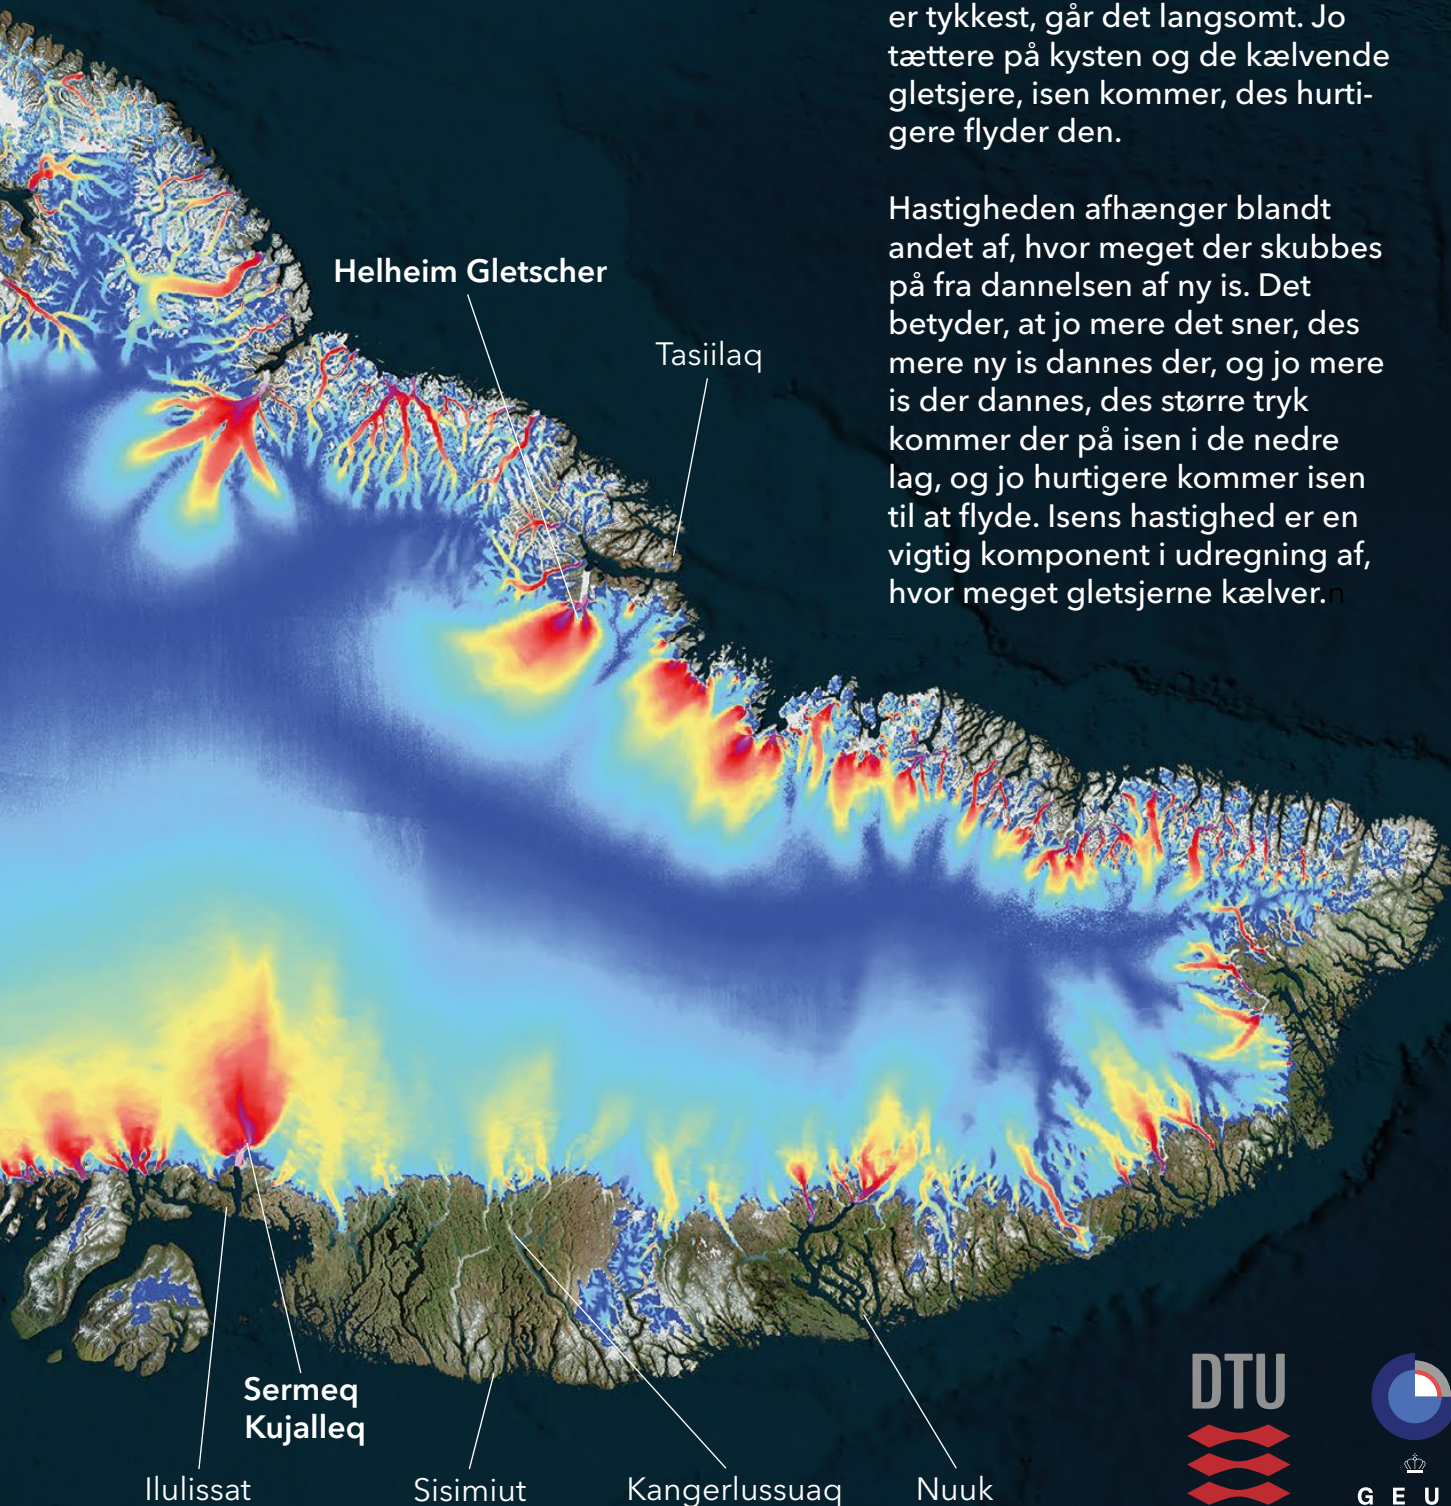 er tykkest, går det langsomt. Jo
tættere på kysten og de kælvende
gletsjere, isen kommer, des hurti-
gere flyder den.
Hastigheden afhænger blandt
andet af, hvor meget der skubbes
på fra dannelsen af ny is. Det
betyder, at jo mere det sner, des
mere ny is dannes der, og jo mere
is der dannes, des større tryk
kommer der på isen i de nedre
lag, og jo hurtigere kommer isen
til at flyde. Isens hastighed er en
vigtig komponent i udregning af,
hvor meget gletsjerne kælver.n
Helheim Gletscher
Tasiilaq
Sermeq
Kujalleq
Ilulissat
Sisimiut
Kangerlussuaq
Nuuk
DTU
G E U